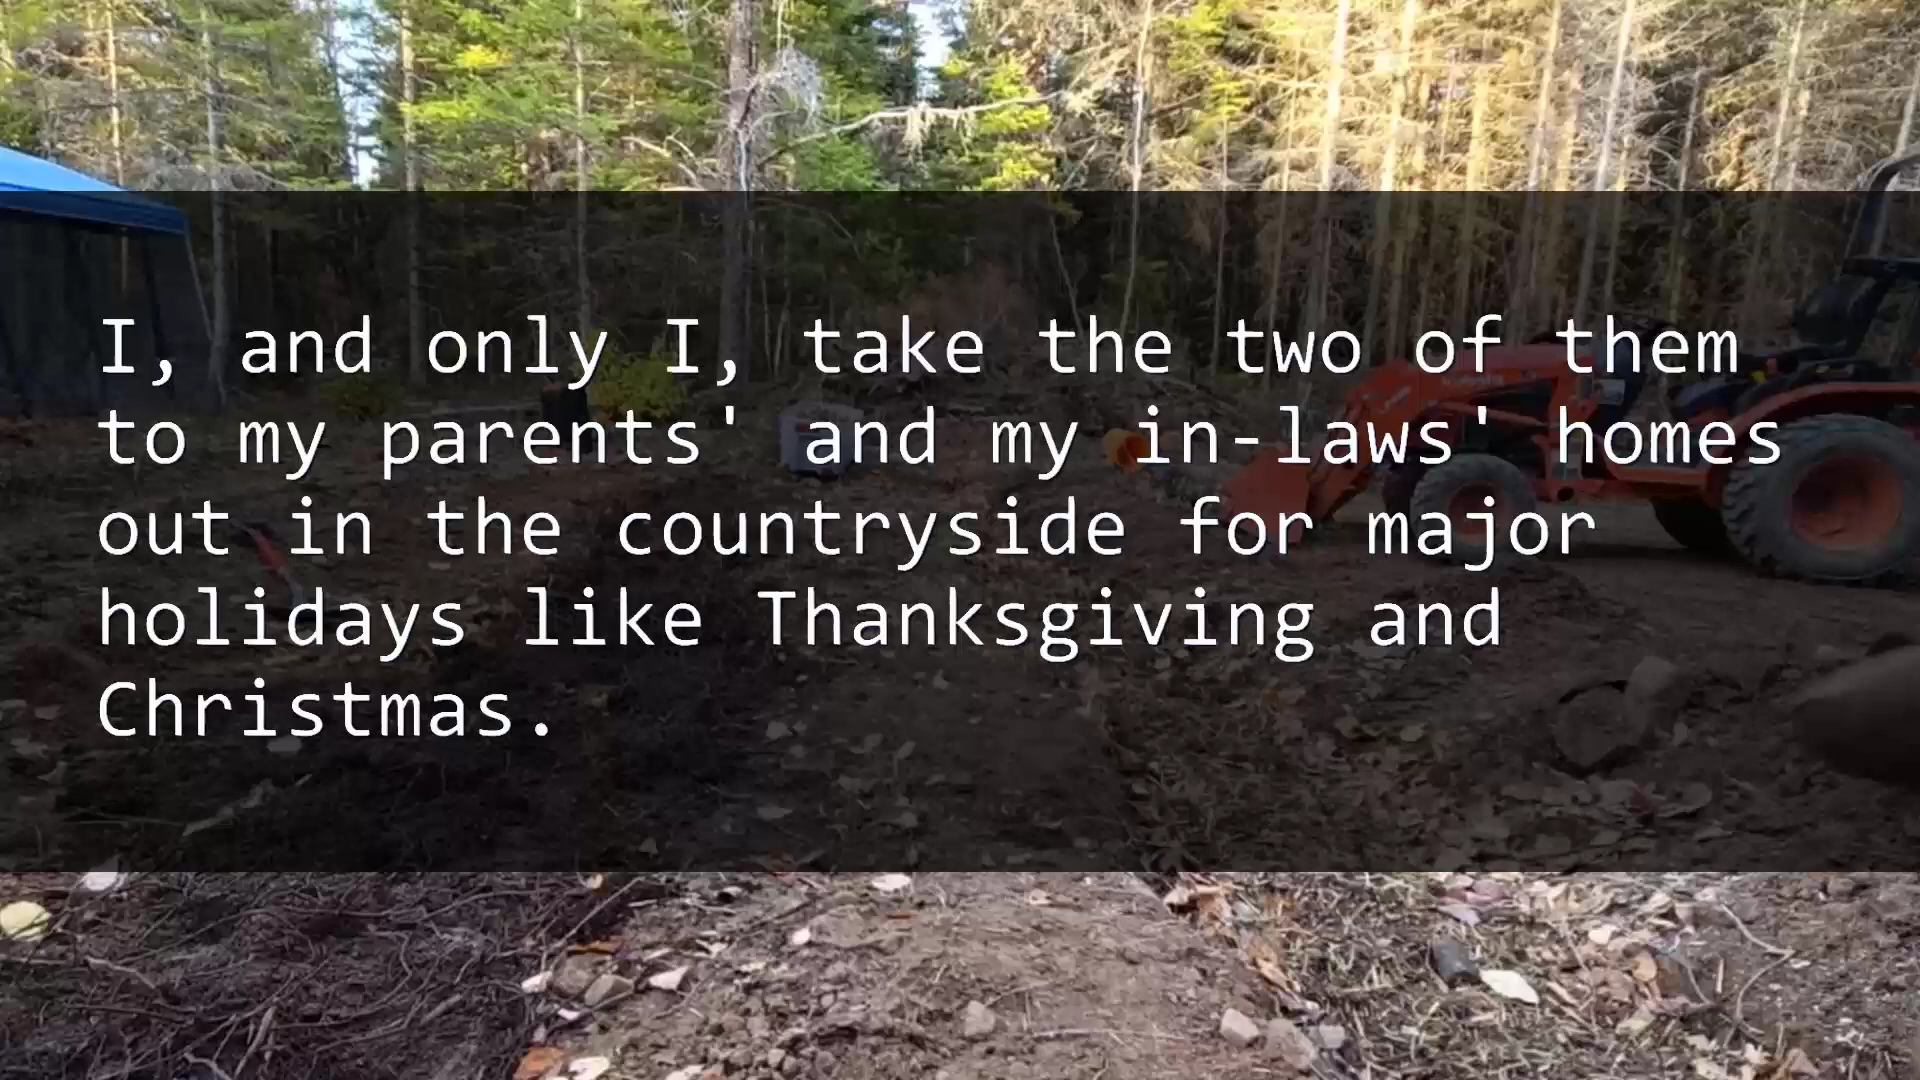 I, and only I, take the two of them
to my parents' and my in-laws' homes
out in the countryside for major
holidays like Thanksgiving and
Christmas.